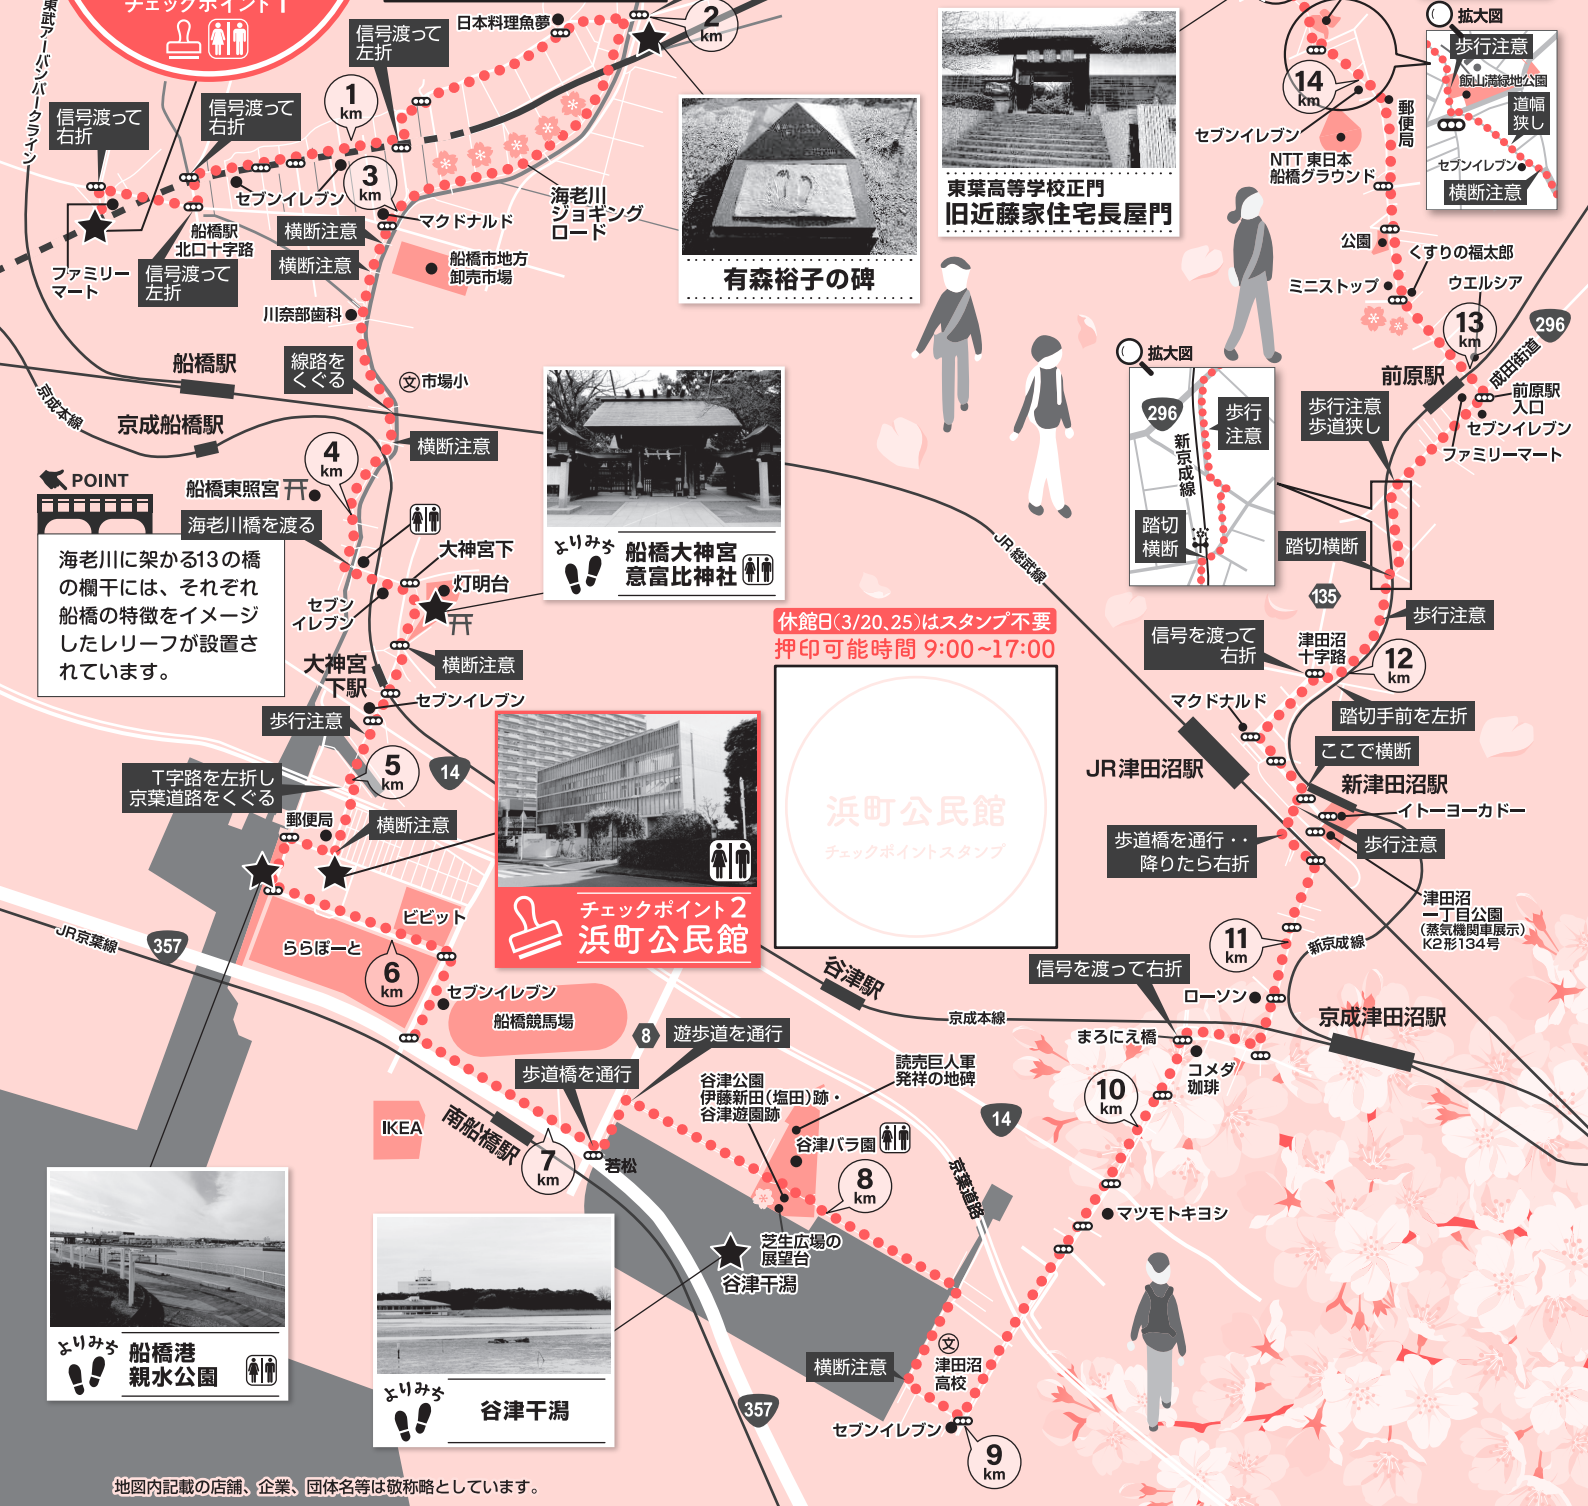 チェックポイント1
東武アーバンパークライン
日本料理魚夢
2
km
信号渡って
左折
1
km
信号渡って
右折
信号渡って
右折
セブンイレブン
3
km
マクドナルド
海老川
ジョギング
ロード
船橋駅
北口十字路
ファミリー
マート
信号渡って
左折
横断注意
横断注意
船橋市地方
卸売市場
川奈部歯科
有森裕子の碑
東葉高等学校正門
旧近藤家住宅長屋門
14
km
セブンイレブン
郵便局
NTT 東日本
船橋グラウンド
拡大図
歩行注意
飯山満緑地公園
道幅
狭し
セブンイレブン
横断注意
公園
くすりの福太郎
ミニストップ
ウエルシア
13
km
296
成田街道
前原駅
前原駅
入口
セブンイレブン
ファミリーマート
歩行注意
歩道狭し
拡大図
296
歩行
注意
新京成線
踏切
横断
踏切横断
135
歩行注意
船橋駅
線路を
くぐる
文市場小
京成本線
京成船橋駅
横断注意
4
km
POINT
海老川に架かる13の橋
の欄干には、それぞれ
船橋の特徴をイメージ
したレリーフが設置さ
れています。
船橋東照宮
海老川橋を渡る
大神宮下
灯明台
セブン
イレブン
大神宮
下駅
横断注意
セブンイレブン
歩行注意
よりみち
船橋大神宮
意富比神社
JR 総武線
休館日(3/20、25)はスタンプ不要
押印可能時間 9:00~17:00
浜町公民館
チェックポイントスタンプ
信号を渡って
右折
津田沼
十字路
12
km
踏切手前を左折
マクドナルド
ここで横断
JR津田沼駅
新津田沼駅
イトーヨーカドー
歩行注意
歩道橋を通行・・
降りたら右折
津田沼
一丁目公園
(蒸気機関車展示)
K2形134号
11
km
新京成線
信号を渡って右折
ローソン
京成津田沼駅
T字路を左折し
京葉道路をくぐる
5
km
14
郵便局
横断注意
チェックポイント2
浜町公民館
JR京葉線
357
ららぽーと
ビビット
6
km
セブンイレブン
船橋競馬場
谷津駅
京成本線
まろにえ橋
コメダ
珈琲
10
km
8
遊歩道を通行
歩道橋を通行
読売巨人軍
発祥の地碑
谷津公園
伊藤新田(塩田)跡・
谷津遊園跡
谷津バラ園
14
IKEA
南船橋駅
7
km
若松
8
km
京葉道路
マツモトキヨシ
芝生広場の
展望台
谷津干潟
よりみち
船橋港
親水公園
よりみち
谷津干潟
横断注意
文
津田沼
高校
357
セブンイレブン
9
km
地図内記載の店舗、企業、団体名等は敬称略としています。